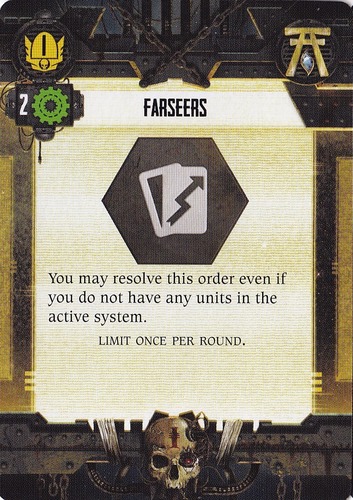 2
FARSEERS
You may resolve this order even if
you do not have any units in the
active system.
LIMIT ONCE PER ROUND.